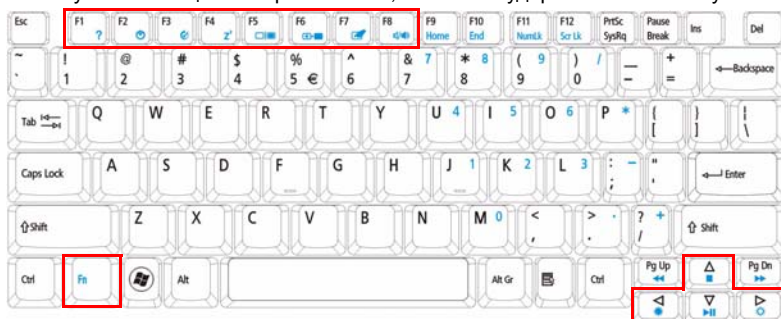 Esc F1 ? F2 F3 F4 Zz F5 F6 F7 F8 F9 Home F10 End F11 NumLk F12 Scr Lk PrtSc SysRq Pause Break Ins Del
~ ` ! 1 @ 2 # 3 $ 4 % 5 € ^ 6 & 7 7 * 8 8 ( 9 9 ) 0 / _ - + = Backspace
Tab Q W E R T Y U 4 I 5 O 6 P * { [ } ] | \
Caps Lock A S D F G H J 1 K 2 L 3 : ; - " ' Enter
Shift Z X C V B N M 0 < , > . . ? / + Shift
Ctrl Fn Alt Alt Gr Ctrl Pg Up Pg Dn